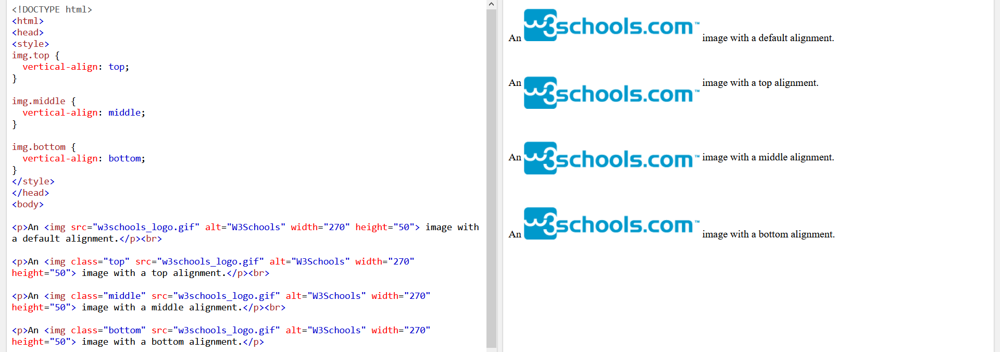 <!DOCTYPE html>
<html>
<head>
<style>
img.top {
  vertical-align: top;
}

img.middle {
  vertical-align: middle;
}

img.bottom {
  vertical-align: bottom;
}
</style>
</head>
<body>

<p>An <img src="w3schools_logo.gif" alt="W3Schools" width="270" height="50"> image with
a default alignment.</p><br>

<p>An <img class="top" src="w3schools_logo.gif" alt="W3Schools" width="270"
height="50"> image with a top alignment.</p><br>

<p>An <img class="middle" src="w3schools_logo.gif" alt="W3Schools" width="270"
height="50"> image with a middle alignment.</p><br>

<p>An <img class="bottom" src="w3schools_logo.gif" alt="W3Schools" width="270"
height="50"> image with a bottom alignment.</p>

An w3schools.com™ image with a default alignment.
An w3schools.com™ image with a top alignment.
An w3schools.com™ image with a middle alignment.
An w3schools.com™ image with a bottom alignment.